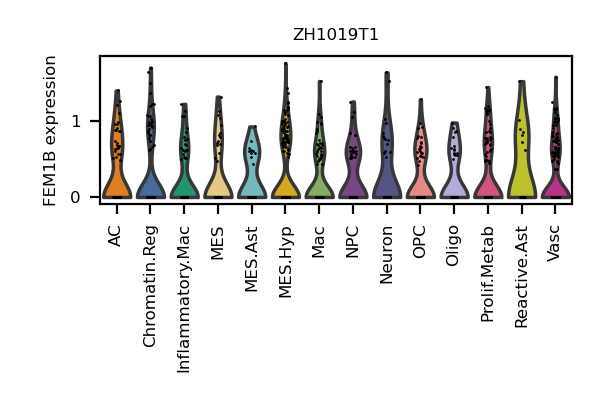 ZH1019T1
FEM1B expression
1
0
AC
Chromatin.Reg
Inflammatory.Mac
MES
MES.Ast
MES.Hyp
Mac
NPC
Neuron
OPC
Oligo
Prolif.Metab
Reactive.Ast
Vasc